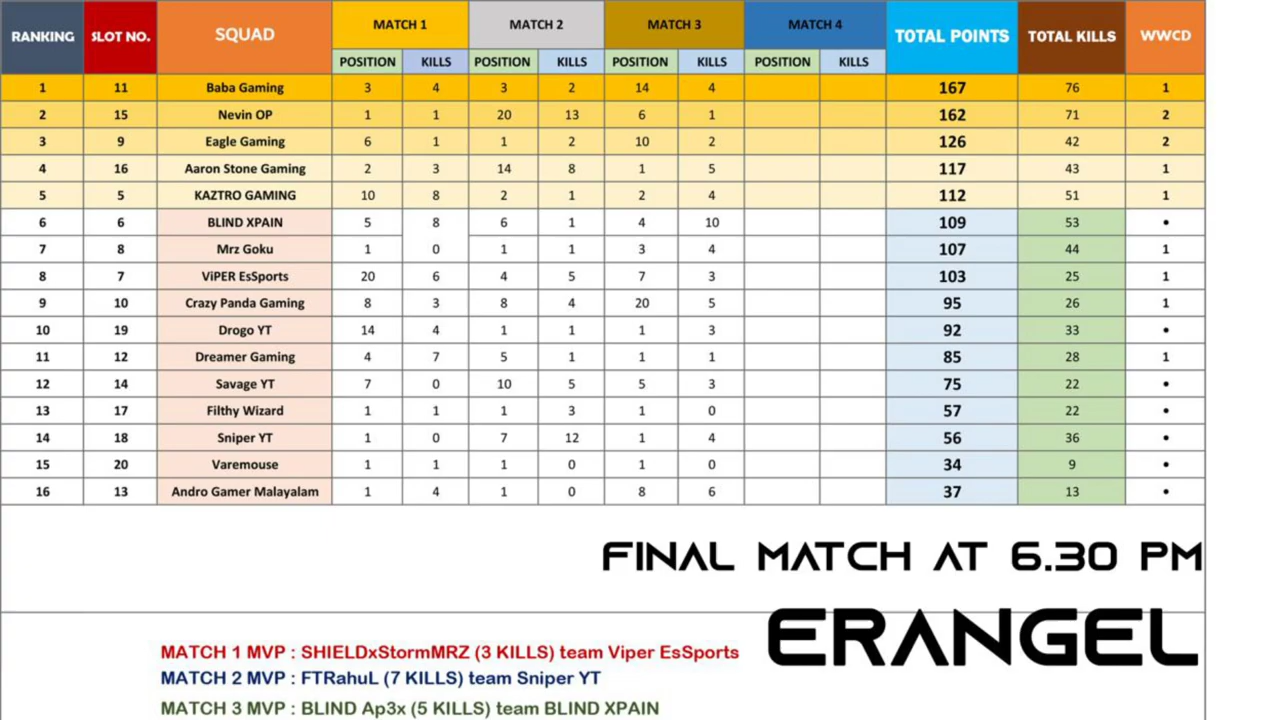 RANKING SLOT NO. SQUAD MATCH 1 MATCH 2 MATCH 3 MATCH 4 TOTAL POINTS TOTAL KILLS WWCD
POSITION KILLS POSITION KILLS POSITION KILLS POSITION KILLS
1 11 Baba Gaming 3 4 3 2 14 4 167 76 1
2 15 Nevin OP 1 1 20 13 6 1 162 71 2
3 9 Eagle Gaming 6 1 1 2 10 2 126 42 2
4 16 Aaron Stone Gaming 2 3 14 8 1 5 117 43 1
5 5 KAZTRO GAMING 10 8 2 1 2 4 112 51 1
6 6 BLIND XPAIN 5 8 6 1 4 10 109 53 •
7 8 Mrz Goku 1 0 1 1 3 4 107 44 1
8 7 ViPER EsSports 20 6 4 5 7 3 103 25 1
9 10 Crazy Panda Gaming 8 3 8 4 20 5 95 26 1
10 19 Drogo YT 14 4 1 1 1 3 92 33 •
11 12 Dreamer Gaming 4 7 5 1 1 1 85 28 1
12 14 Savage YT 7 0 10 5 5 3 75 22 •
13 17 Filthy Wizard 1 1 1 3 1 0 57 22 •
14 18 Sniper YT 1 0 7 12 1 4 56 36 •
15 20 Varemouse 1 1 1 0 1 0 34 9 •
16 13 Andro Gamer Malayalam 1 4 1 0 8 6 37 13 •
FINAL MATCH AT 6.30 PM
ERANGEL
MATCH 1 MVP : SHIELDxStormMRZ (3 KILLS) team Viper EsSports
MATCH 2 MVP : FTRahuL (7 KILLS) team Sniper YT
MATCH 3 MVP : BLIND Ap3x (5 KILLS) team BLIND XPAIN